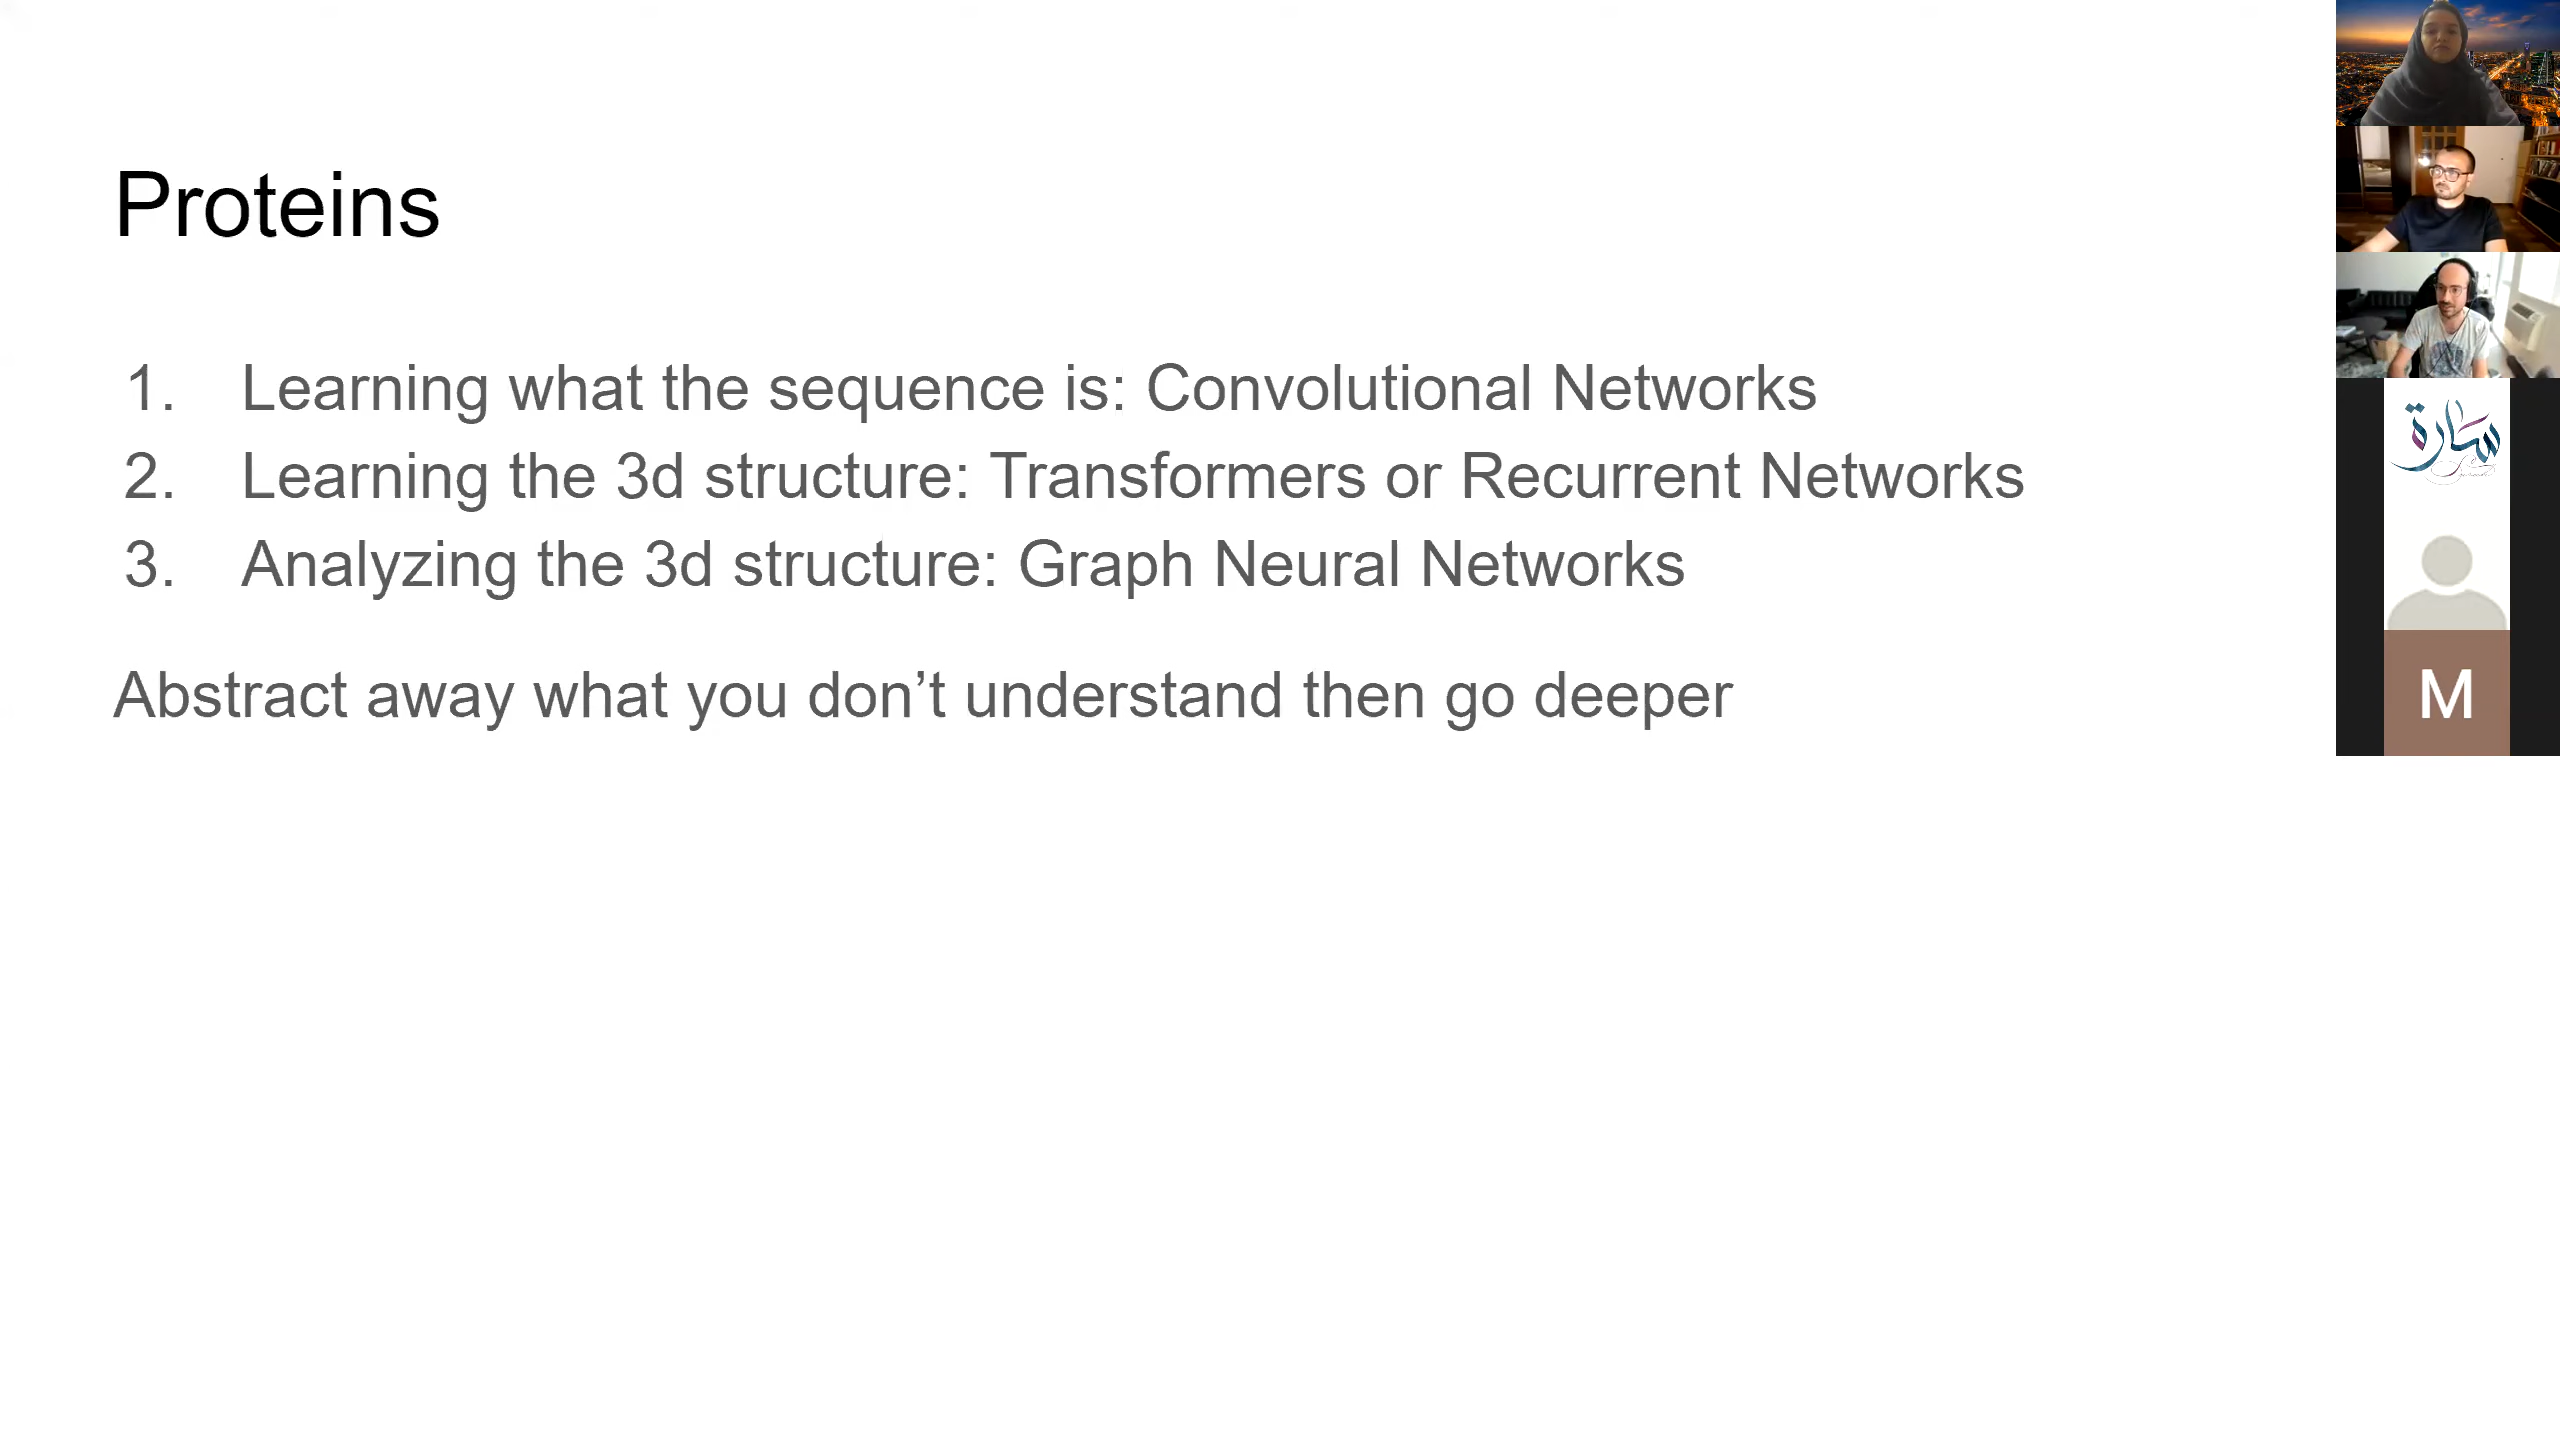 Proteins
1. Learning what the sequence is: Convolutional Networks
2. Learning the 3d structure: Transformers or Recurrent Networks
3. Analyzing the 3d structure: Graph Neural Networks
Abstract away what you don’t understand then go deeper
سارة
M